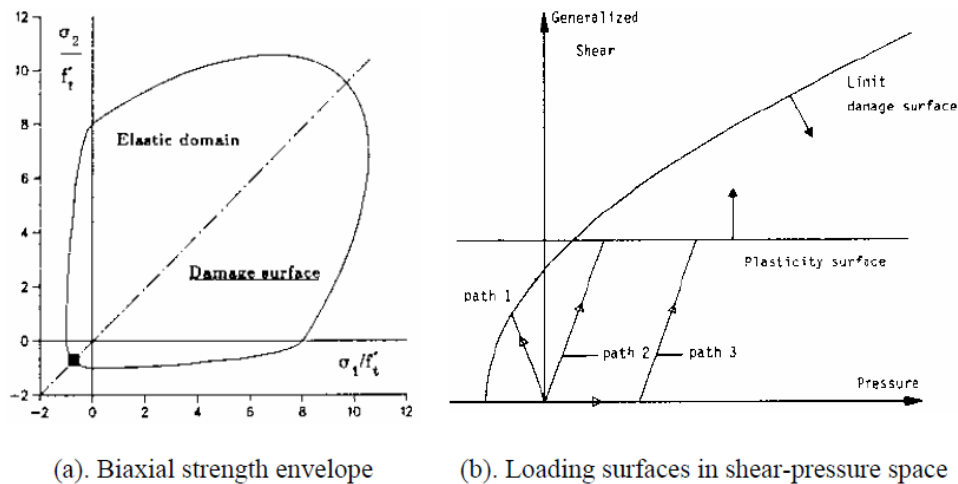 12
σ₂
f'ₜ
10
8
Elastic domain
6
4
Damage surface
2
0
σ₁/f'ₜ
-2
-2 0 2 4 6 8 10 12
Generalized
Shear
Limit
damage surface
Plasticity surface
path 1
path 2
path 3
Pressure
(a). Biaxial strength envelope
(b). Loading surfaces in shear-pressure space